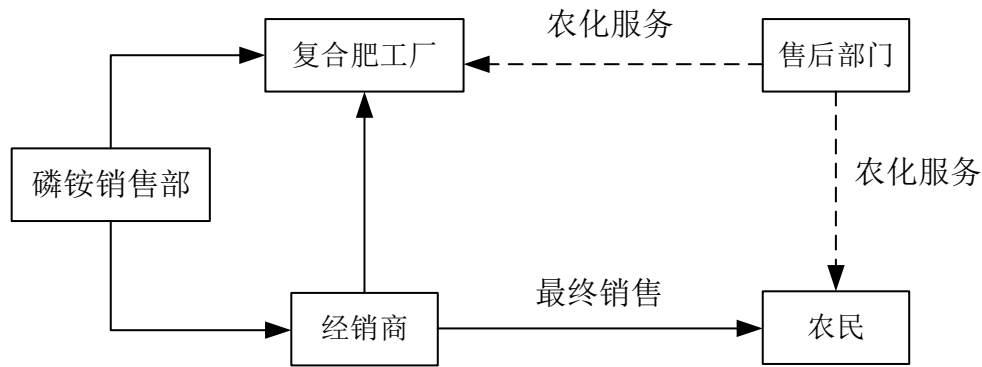 农化服务
复合肥工厂
售后部门
磷铵销售部
农化服务
最终销售
经销商
农民